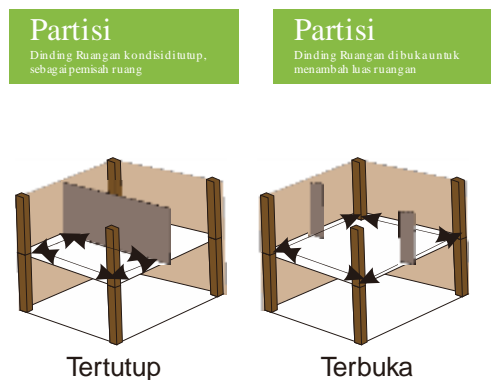 Partisi
Dinding Ruangan kondisi ditutup,
sebagai pemisah ruang
Partisi
Dinding Ruangan dibuka untuk
menambah luas ruangan
Tertutup
Terbuka